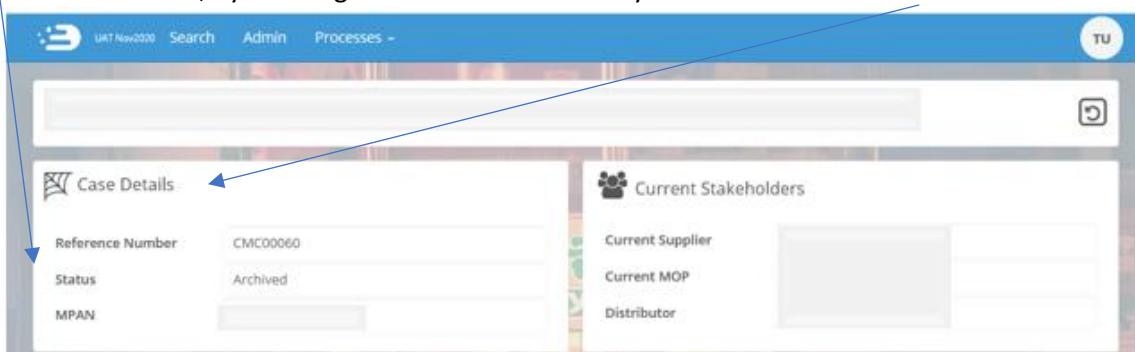 UAT Nov2020 Search Admin Processes -
TU
Case Details
Current Stakeholders
Reference Number CMC00060
Current Supplier
Status Archived
Current MOP
MPAN
Distributor